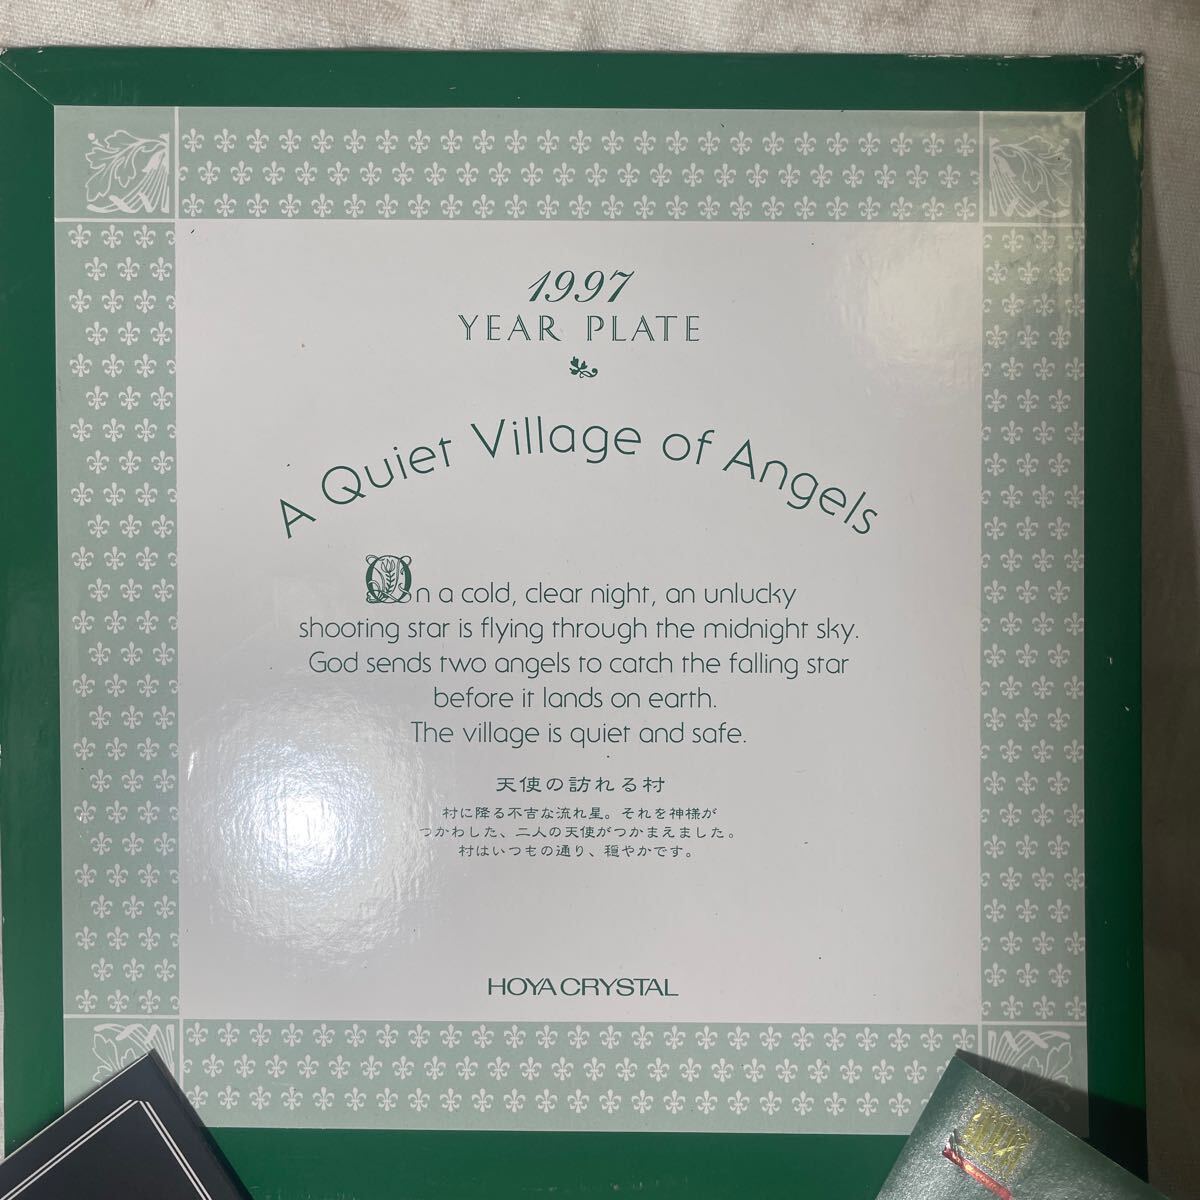 1997
YEAR PLATE
A Quiet Village of Angels
On a cold, clear night, an unlucky
shooting star is flying through the midnight sky.
God sends two angels to catch the falling star
before it lands on earth.
The village is quiet and safe.
天使の訪れる村
村に降る不吉な流れ星。それを神様が
つかわした、二人の天使がつかまえました。
村はいつもの通り、穏やかです。
HOYA CRYSTAL